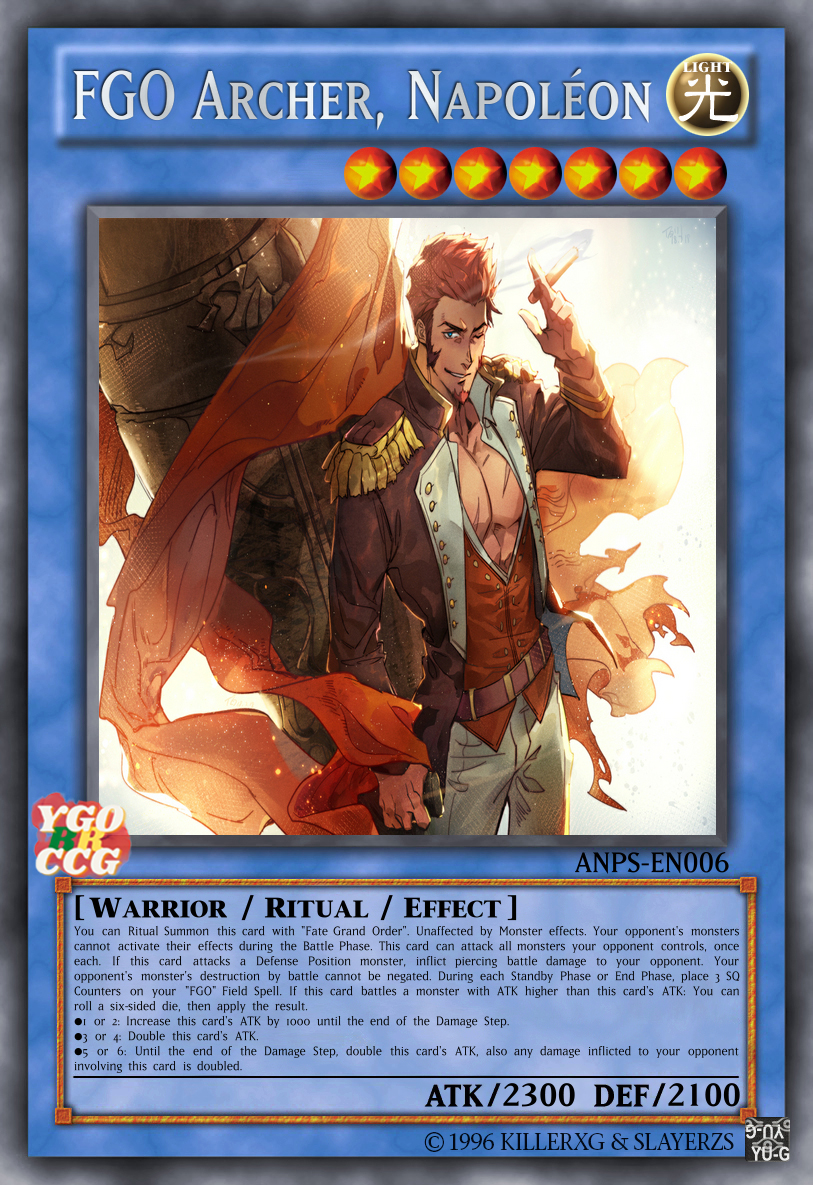 FGO Archer, Napoléon
LIGHT
光
YGO
RR
CCG
ANPS-EN006
[ Warrior / Ritual / Effect ]
You can Ritual Summon this card with "Fate Grand Order". Unaffected by Monster effects. Your opponent's monsters
cannot activate their effects during the Battle Phase. This card can attack all monsters your opponent controls, once
each. If this card attacks a Defense Position monster, inflict piercing battle damage to your opponent. Your
opponent's monster's destruction by battle cannot be negated. During each Standby Phase or End Phase, place 3 SQ
Counters on your "FGO" Field Spell. If this card battles a monster with ATK higher than this card's ATK: You can
roll a six-sided die, then apply the result.
●1 or 2: Increase this card's ATK by 1000 until the end of the Damage Step.
●3 or 4: Double this card's ATK.
●5 or 6: Until the end of the Damage Step, double this card's ATK, also any damage inflicted to your opponent
involving this card is doubled.
ATK/2300 DEF/2100
© 1996 KILLERXG & SLAYERZS
YU-G